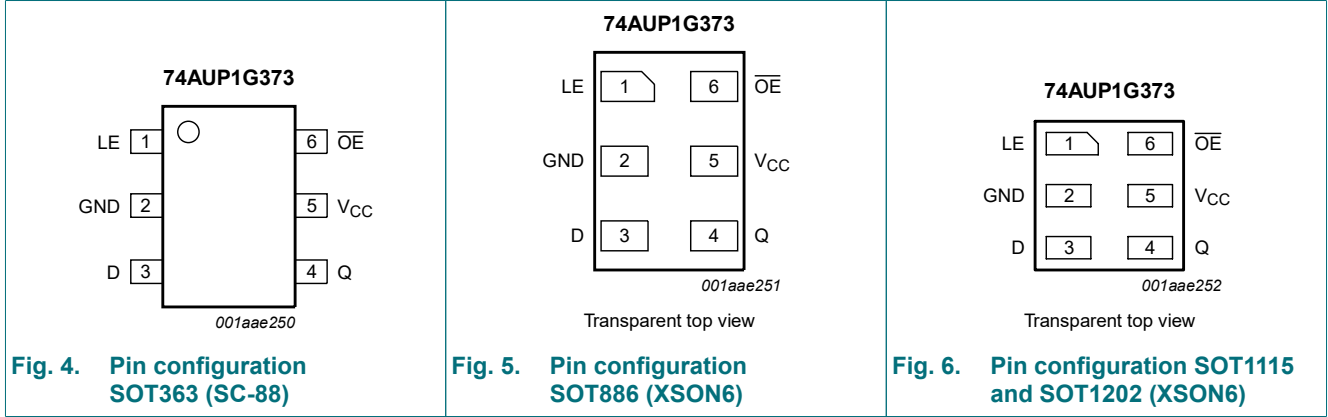 74AUP1G373
LE 1 6 OE
GND 2 5 VCC
D 3 4 Q
001aae250
Fig. 4. Pin configuration
SOT363 (SC-88)
74AUP1G373
LE 1 6 OE
GND 2 5 VCC
D 3 4 Q
001aae251
Transparent top view
Fig. 5. Pin configuration
SOT886 (XSON6)
74AUP1G373
LE 1 6 OE
GND 2 5 VCC
D 3 4 Q
001aae252
Transparent top view
Fig. 6. Pin configuration SOT1115
and SOT1202 (XSON6)